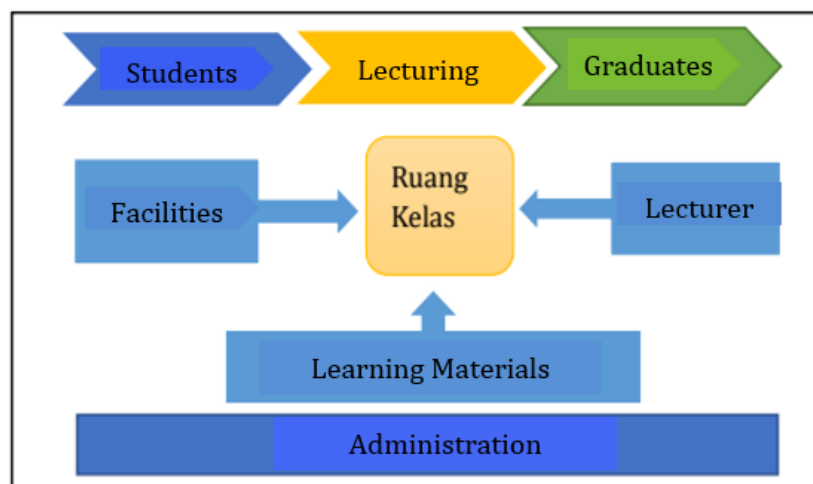 Students
Lecturing
Graduates
Facilities
Ruang
Kelas
Lecturer
Learning Materials
Administration